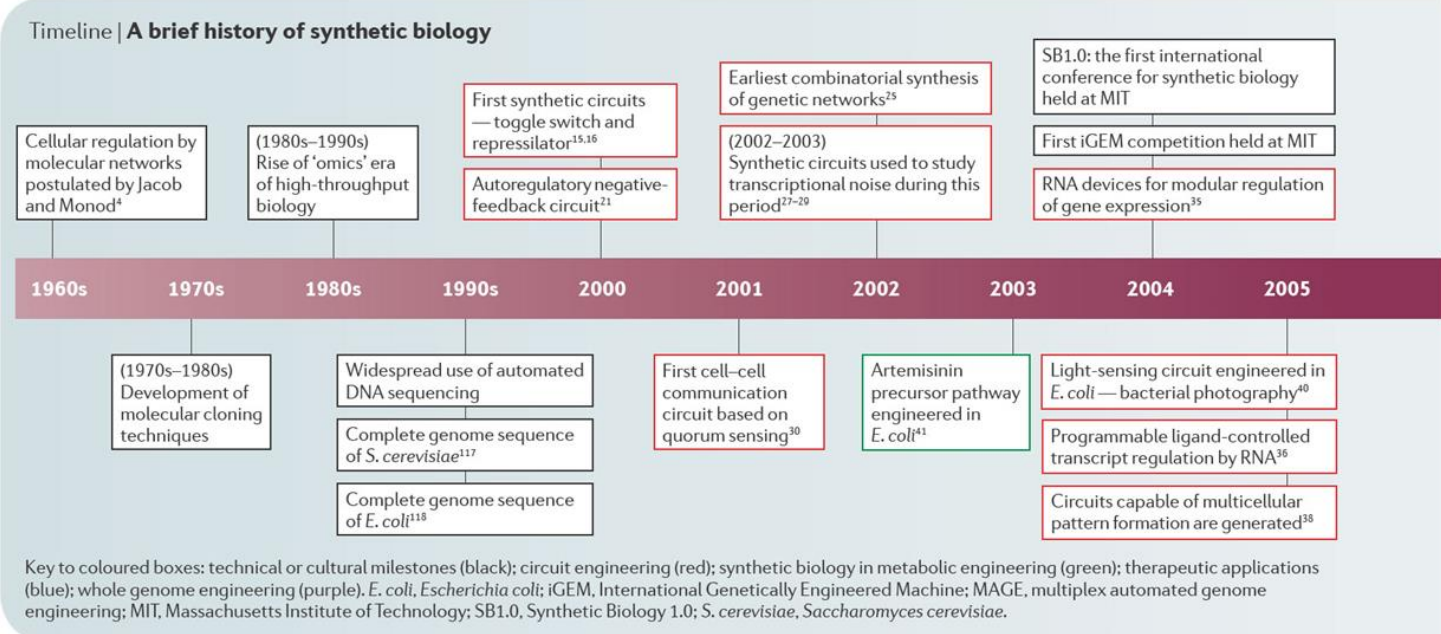 Timeline | A brief history of synthetic biology
Cellular regulation by
molecular networks
postulated by Jacob
and Monod⁴
(1980s–1990s)
Rise of ‘omics’ era
of high-throughput
biology
First synthetic circuits
— toggle switch and
repressilator¹⁵,¹⁶
Autoregulatory negative-
feedback circuit²¹
Earliest combinatorial synthesis
of genetic networks²⁵
(2002–2003)
Synthetic circuits used to study
transcriptional noise during this
period²⁷⁻²⁹
SB1.0: the first international
conference for synthetic biology
held at MIT
First iGEM competition held at MIT
RNA devices for modular regulation
of gene expression³⁵
1960s 1970s 1980s 1990s 2000 2001 2002 2003 2004 2005
(1970s–1980s)
Development of
molecular cloning
techniques
Widespread use of automated
DNA sequencing
Complete genome sequence
of S. cerevisiae¹¹⁷
Complete genome sequence
of E. coli¹¹⁸
First cell–cell
communication
circuit based on
quorum sensing³⁰
Artemisinin
precursor pathway
engineered in
E. coli⁴¹
Light-sensing circuit engineered in
E. coli — bacterial photography⁴⁰
Programmable ligand-controlled
transcript regulation by RNA³⁶
Circuits capable of multicellular
pattern formation are generated³⁸
Key to coloured boxes: technical or cultural milestones (black); circuit engineering (red); synthetic biology in metabolic engineering (green); therapeutic applications
(blue); whole genome engineering (purple). E. coli, Escherichia coli; iGEM, International Genetically Engineered Machine; MAGE, multiplex automated genome
engineering; MIT, Massachusetts Institute of Technology; SB1.0, Synthetic Biology 1.0; S. cerevisiae, Saccharomyces cerevisiae.